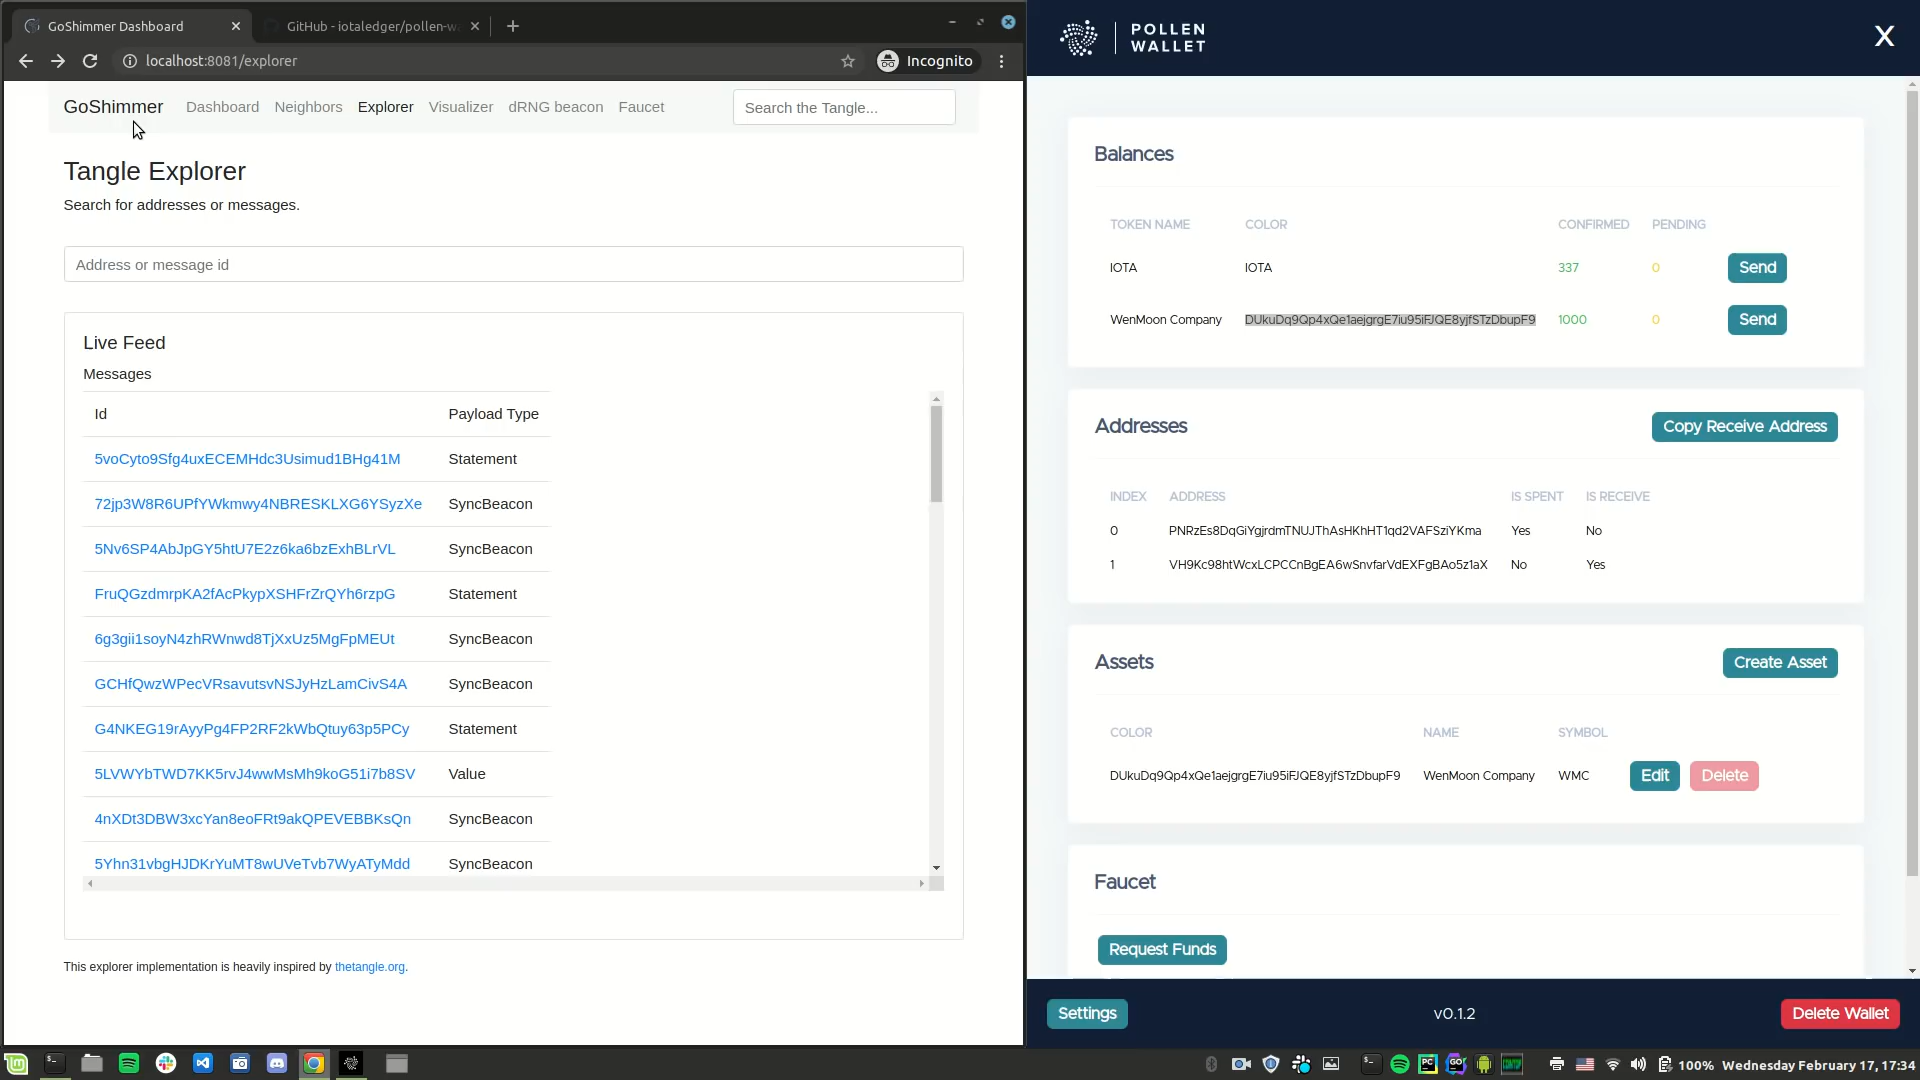 GoShimmer Dashboard
GitHub - iotaledger/pollen-wa
localhost:8081/explorer
Incognito
GoShimmer Dashboard Neighbors Explorer Visualizer dRNG beacon Faucet
Search the Tangle...
Tangle Explorer
Search for addresses or messages.
Address or message id
Live Feed
Messages
Id Payload Type
5voCyto9Sfg4uxECEMHdc3Usimud1BHg41M Statement
72jp3W8R6UPfYWkmwy4NBRESKLXG6YSyzXe SyncBeacon
5Nv6SP4AbJpGY5htU7E2z6ka6bzExhBLrVL SyncBeacon
FruQGzdmrpKA2fAcPkypXSHFrZrQYh6rzpG Statement
6g3gii1soyN4zhRWnwd8TjXxUz5MgFpMEUt SyncBeacon
GCHfQwzWPecVRsavutsvNSJyHzLamCivS4A SyncBeacon
G4NKEG19rAyyPg4FP2RF2kWbQtuy63p5PCy Statement
5LVWYbTWD7KK5rvJ4wwMsMh9koG51i7b8SV Value
4nXDt3DBW3xcYan8eoFRt9akQPEVEBBKsQn SyncBeacon
5Yhn31vbgHJDKrYuMT8wUVeTvb7WyATyMdd SyncBeacon
This explorer implementation is heavily inspired by thetangle.org.
POLLEN
WALLET
X
Balances
TOKEN NAME COLOR CONFIRMED PENDING
IOTA IOTA 337 0 Send
WenMoon Company DUkuDq9Qp4xQe1aejgrgE7iu95iFJQE8yjfSTzDbupF9 1000 0 Send
Addresses
Copy Receive Address
INDEX ADDRESS IS SPENT IS RECEIVE
0 PNRzEs8DqGiYgjrdmTNUJThAsHKhHT1qd2VAFSziYKma Yes No
1 VH9Kc98htWcxLCPCCnBgEA6wSnvfarVdEXFgBAo5z1aX No Yes
Assets
Create Asset
COLOR NAME SYMBOL
DUkuDq9Qp4xQe1aejgrgE7iu95iFJQE8yjfSTzDbupF9 WenMoon Company WMC Edit Delete
Faucet
Request Funds
Settings
v0.1.2
Delete Wallet
100% Wednesday February 17, 17:34